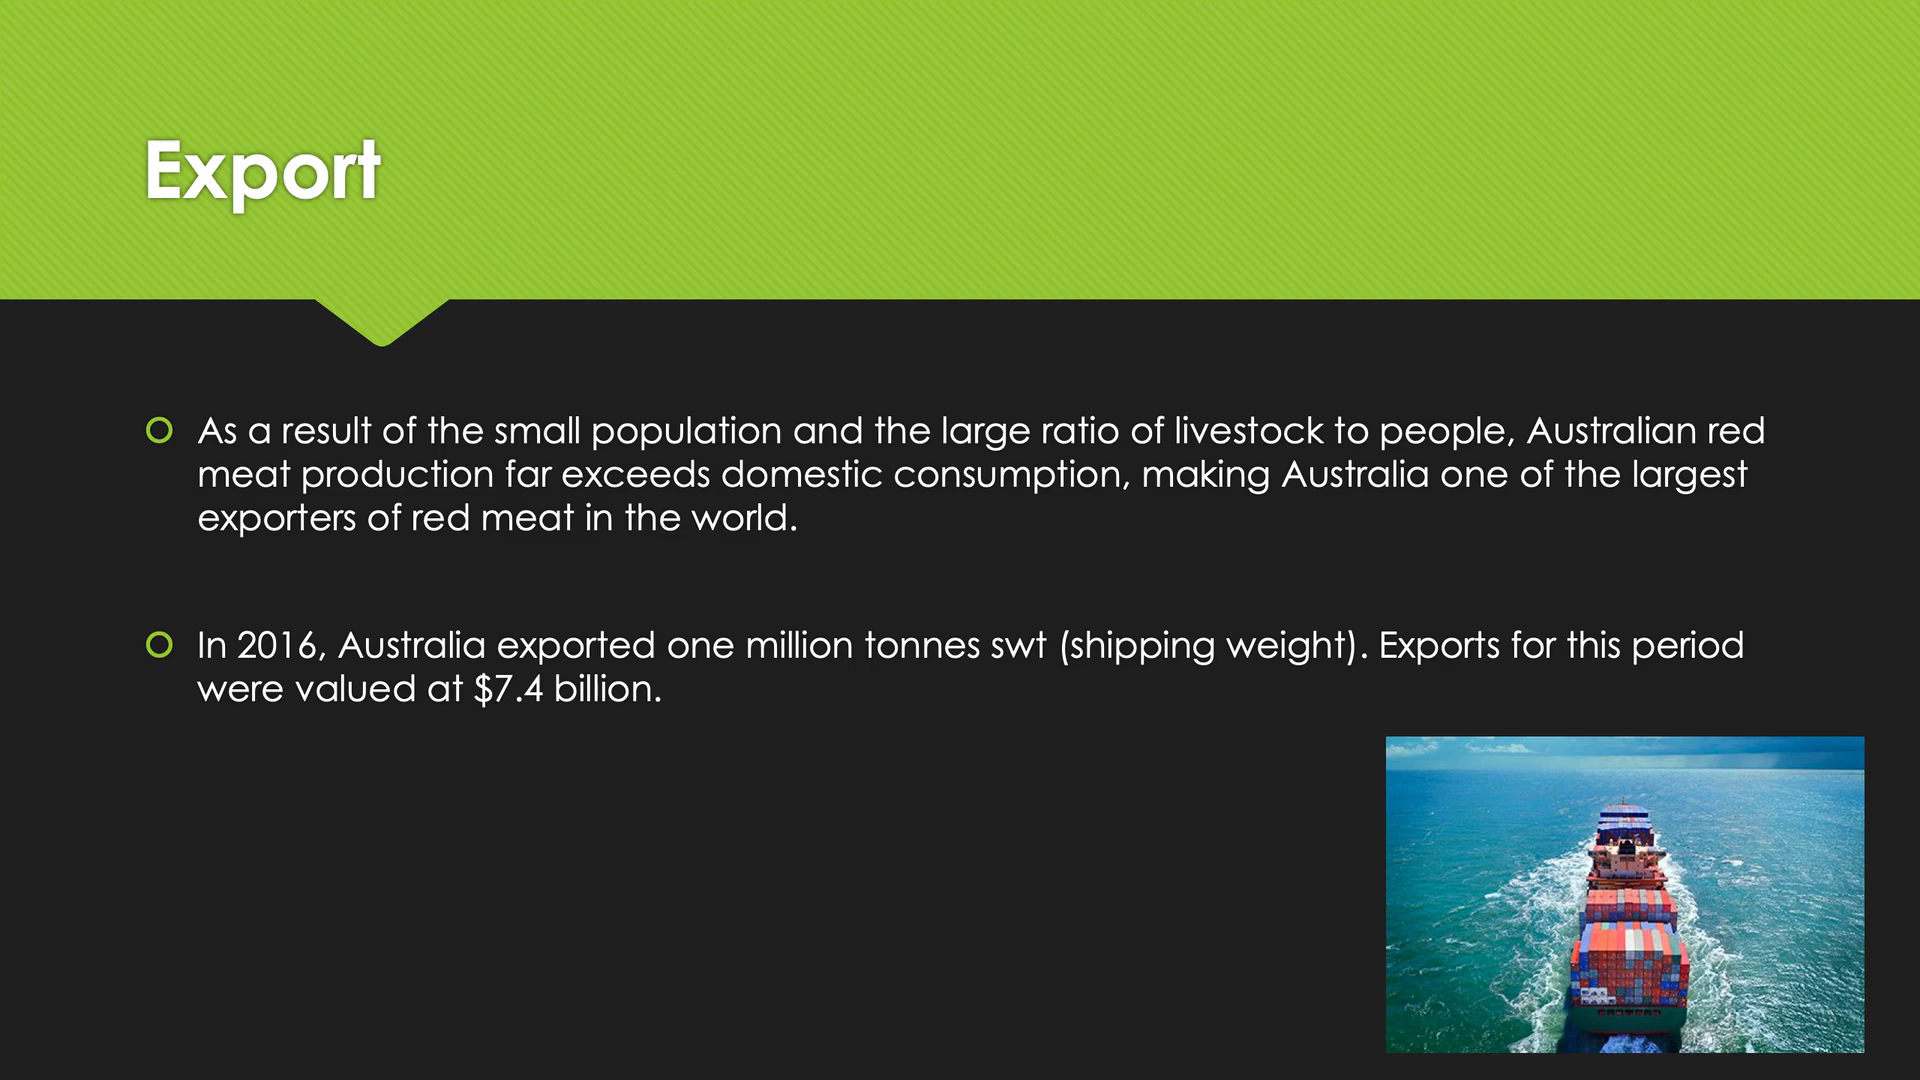 Export
As a result of the small population and the large ratio of livestock to people, Australian red
meat production far exceeds domestic consumption, making Australia one of the largest
exporters of red meat in the world.
In 2016, Australia exported one million tonnes swt (shipping weight). Exports for this period
were valued at $7.4 billion.